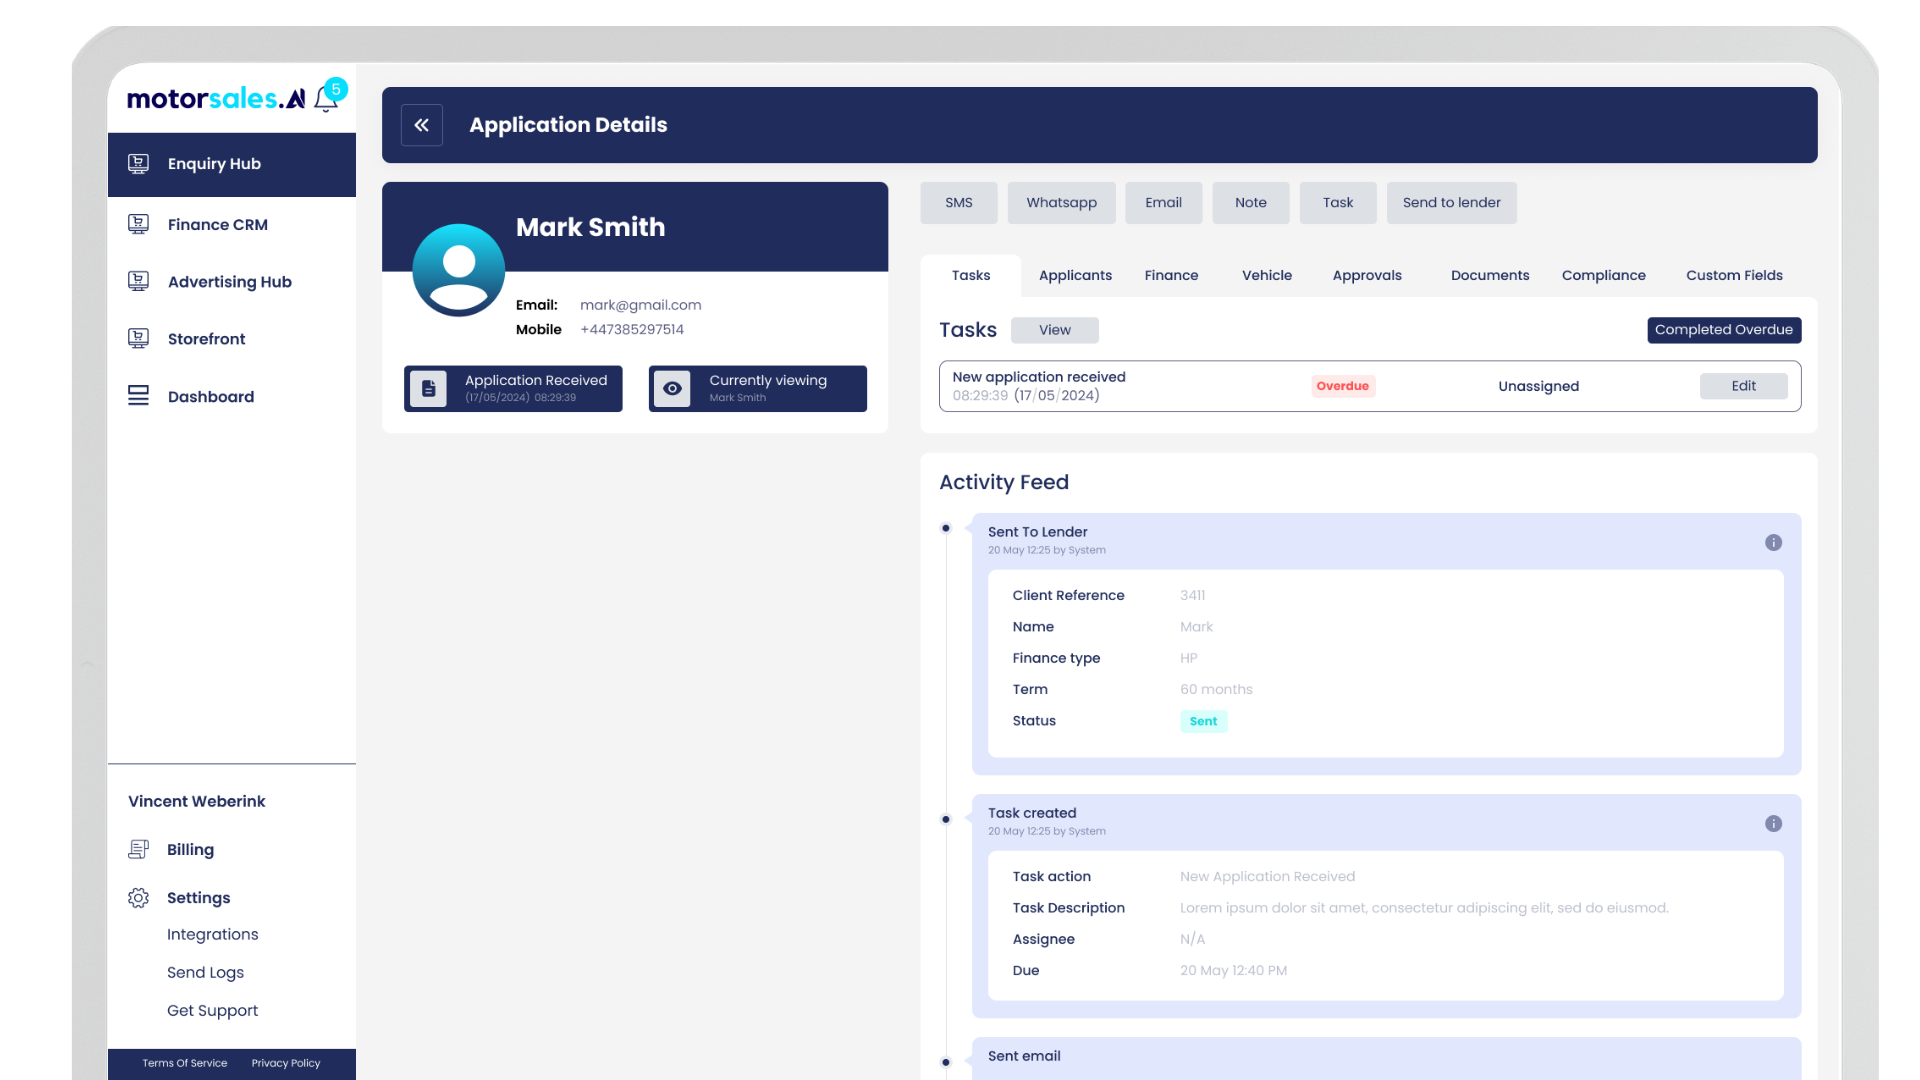 motorsales.AI
5
Enquiry Hub
Finance CRM
Advertising Hub
Storefront
Dashboard
Vincent Weberink
Billing
Settings
Integrations
Send Logs
Get Support
Terms Of Service Privacy Policy
Application Details
Mark Smith
Email: mark@gmail.com
Mobile +447385297514
Application Received
(17/05/2024) 08:29:39
Currently viewing
Mark Smith
SMS Whatsapp Email Note Task Send to lender
Tasks Applicants Finance Vehicle Approvals Documents Compliance Custom Fields
Tasks View Completed Overdue
New application received
08:29:39 (17/05/2024)
Overdue Unassigned Edit
Activity Feed
Sent To Lender
20 May 12:25 by System
Client Reference 3411
Name Mark
Finance type HP
Term 60 months
Status Sent
Task created
20 May 12:25 by System
Task action New Application Received
Task Description Lorem ipsum dolor sit amet, consectetur adipiscing elit, sed do eiusmod.
Assignee N/A
Due 20 May 12:40 PM
Sent email